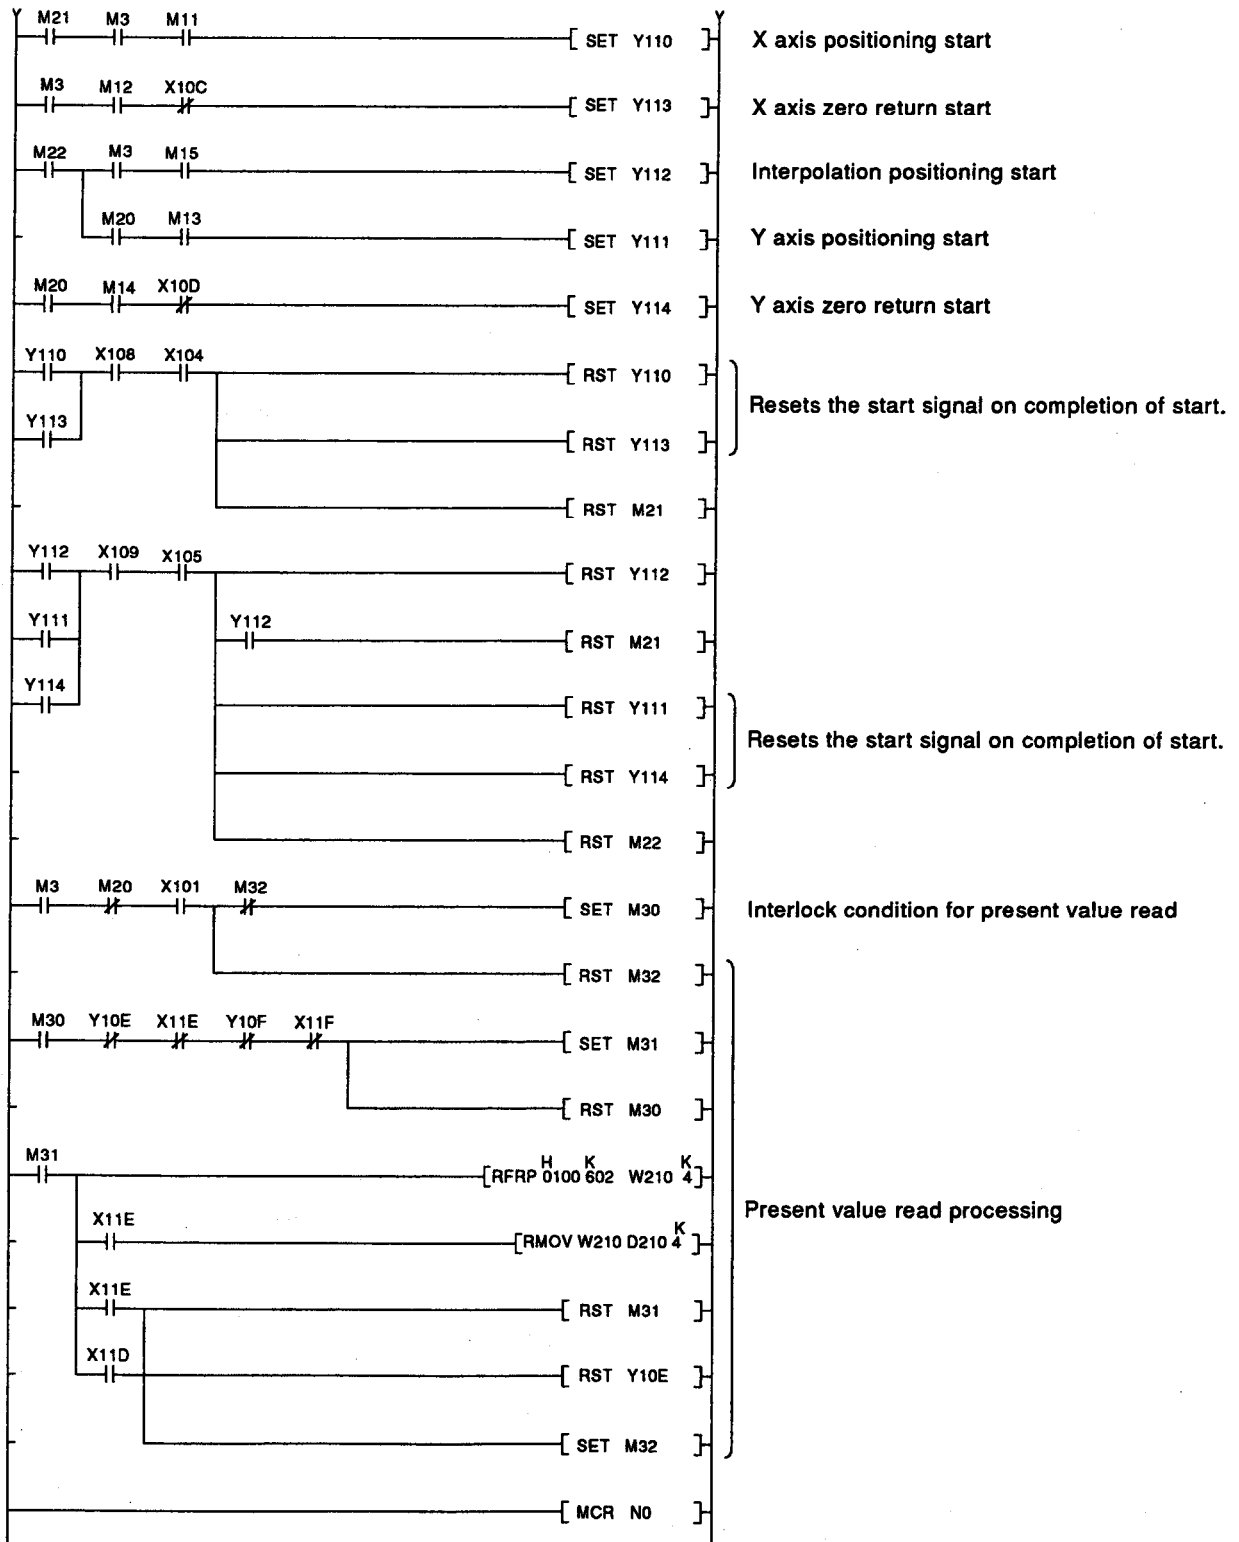 M21 M3 M11
[ SET Y110 ] X axis positioning start
M3 M12 X10C
[ SET Y113 ] X axis zero return start
M22 M3 M15
[ SET Y112 ] Interpolation positioning start
M20 M13
[ SET Y111 ] Y axis positioning start
M20 M14 X10D
[ SET Y114 ] Y axis zero return start
Y110 X108 X104
[ RST Y110 ]
Resets the start signal on completion of start.
Y113
[ RST Y113 ]
[ RST M21 ]
Y112 X109 X105
[ RST Y112 ]
Y111 Y112
[ RST M21 ]
Y114
[ RST Y111 ]
Resets the start signal on completion of start.
[ RST Y114 ]
[ RST M22 ]
M3 M20 X101 M32
[ SET M30 ] Interlock condition for present value read
[ RST M32 ]
M30 Y10E X11E Y10F X11F
[ SET M31 ]
[ RST M30 ]
M31
H K K
[RFRP 0100 602 W210 4]
Present value read processing
X11E
K
[RMOV W210 D210 4 ]
X11E
[ RST M31 ]
X11D
[ RST Y10E ]
[ SET M32 ]
[ MCR N0 ]